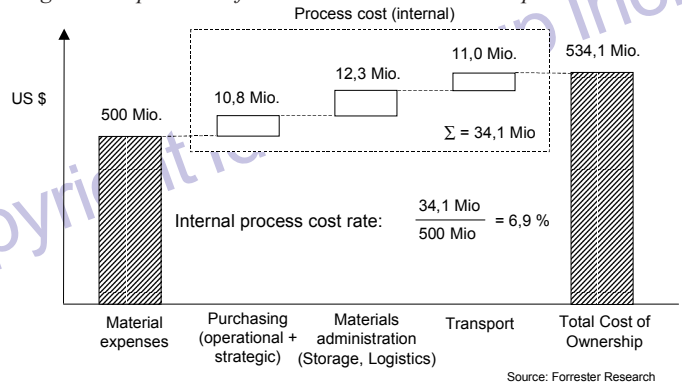 Process cost (internal)
US $
500 Mio.
10,8 Mio.
12,3 Mio.
11,0 Mio.
534,1 Mio.
Σ = 34,1 Mio
Internal process cost rate:
34,1 Mio
500 Mio
= 6,9 %
Material
expenses
Purchasing
(operational +
strategic)
Materials
administration
(Storage, Logistics)
Transport
Total Cost of
Ownership
Source: Forrester Research